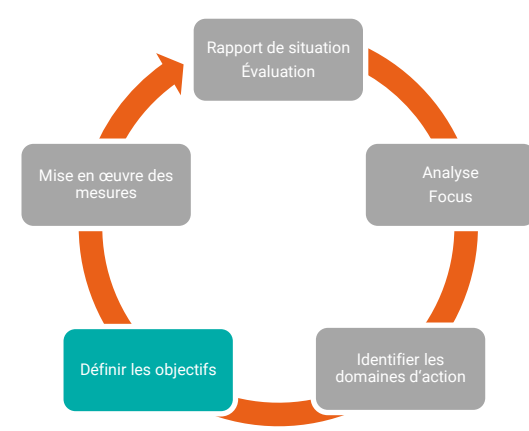 Rapport de situation
Évaluation
Analyse
Focus
Identifier les
domaines d'action
Définir les objectifs
Mise en œuvre des
mesures